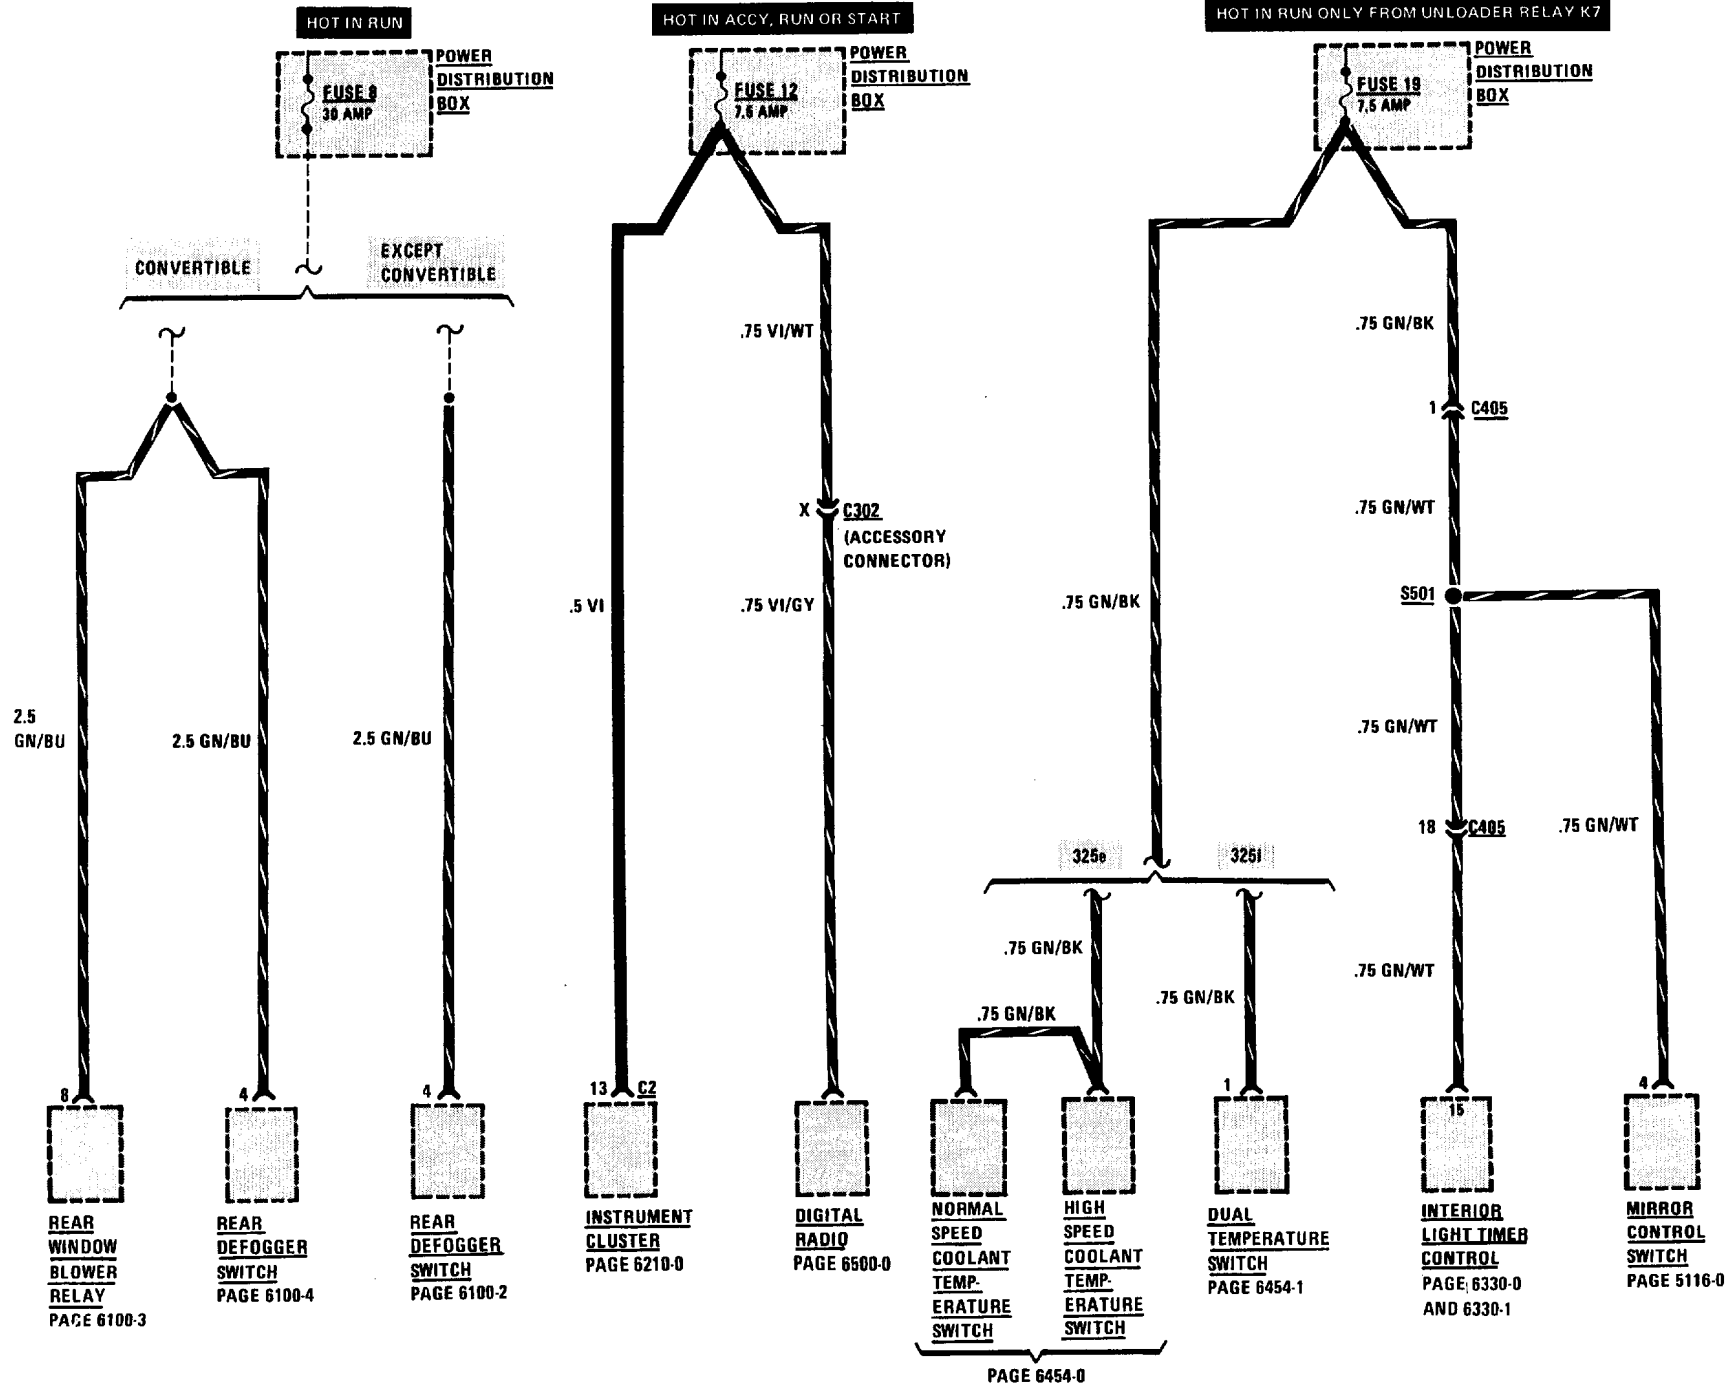 HOT IN RUN
POWER
DISTRIBUTION
BOX
FUSE 8
30 AMP
CONVERTIBLE
EXCEPT
CONVERTIBLE
2.5
GN/BU
2.5 GN/BU
2.5 GN/BU
8
4
4
REAR
WINDOW
BLOWER
RELAY
PAGE 6100-3
REAR
DEFOGGER
SWITCH
PAGE 6100-4
REAR
DEFOGGER
SWITCH
PAGE 6100-2
HOT IN ACCY, RUN OR START
POWER
DISTRIBUTION
BOX
FUSE 12
7.5 AMP
.75 VI/WT
X
C302
(ACCESSORY
CONNECTOR)
.5 VI
.75 VI/GY
13
C2
INSTRUMENT
CLUSTER
PAGE 6210-0
DIGITAL
RADIO
PAGE 6500-0
HOT IN RUN ONLY FROM UNLOADER RELAY K7
POWER
DISTRIBUTION
BOX
FUSE 19
7.5 AMP
.75 GN/BK
1
C405
.75 GN/WT
.75 GN/BK
S501
.75 GN/WT
18
C405
.75 GN/WT
325e
325i
.75 GN/BK
.75 GN/BK
.75 GN/BK
.75 GN/WT
1
15
4
NORMAL
SPEED
COOLANT
TEMP-
ERATURE
SWITCH
HIGH
SPEED
COOLANT
TEMP-
ERATURE
SWITCH
PAGE 6454-0
DUAL
TEMPERATURE
SWITCH
PAGE 6454-1
INTERIOR
LIGHT TIMER
CONTROL
PAGE 6330-0
AND 6330-1
MIRROR
CONTROL
SWITCH
PAGE 5116-0